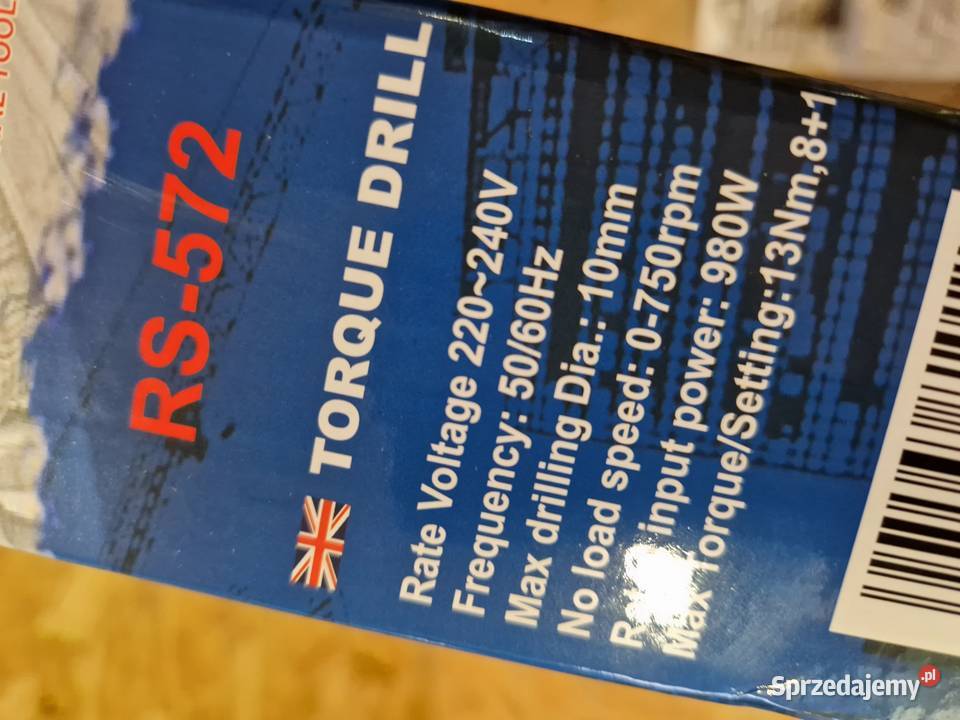 RS-572
TORQUE DRILL
Rate Voltage 220~240V
Frequency: 50/60Hz
Max drilling Dia.: 10mm
No load speed: 0-750rpm
input power: 980W
Max Torque/Setting:13Nm,8+1
Sprzedajemy.pl